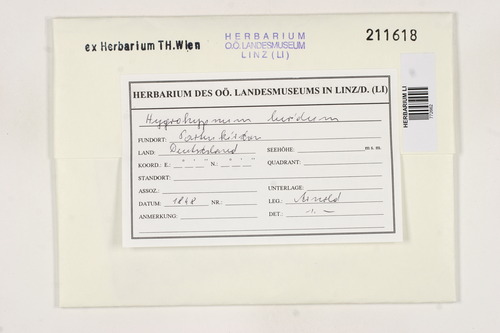 ex Herbarium TH.Wien
HERBARIUM
OÖ. LANDESMUSEUM
LINZ (LI)
211618
HERBARIUM LI
HERBARIUM DES OÖ. LANDESMUSEUMS IN LINZ/D. (LI)
Hygrohypnum luridum
FUNDORT:
LAND: Deutschland SEEHÖHE: m s. m.
KOORD.: E.: ° ' " N.: ° ' " QUADRANT:
STANDORT:
ASSOZ.: UNTERLAGE:
DATUM: 1848 NR.: LEG.: Arnold
ANMERKUNG: DET.: -"-